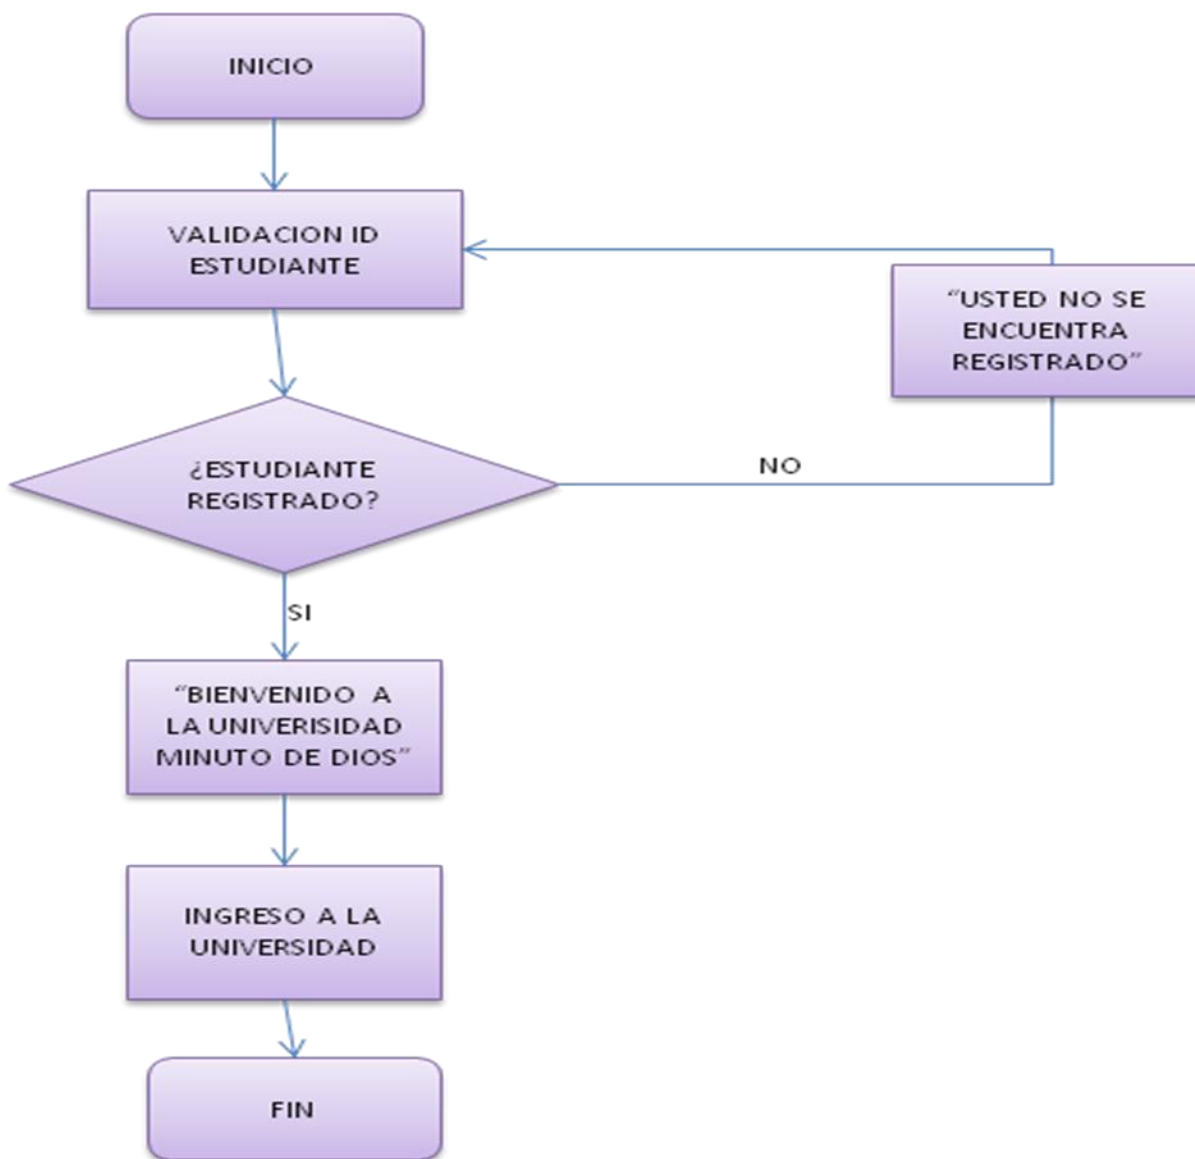 INICIO
VALIDACION ID
ESTUDIANTE
“USTED NO SE
ENCUENTRA
REGISTRADO”
¿ESTUDIANTE
REGISTRADO?
NO
SI
“BIENVENIDO A
LA UNIVERISIDAD
MINUTO DE DIOS”
INGRESO A LA
UNIVERSIDAD
FIN